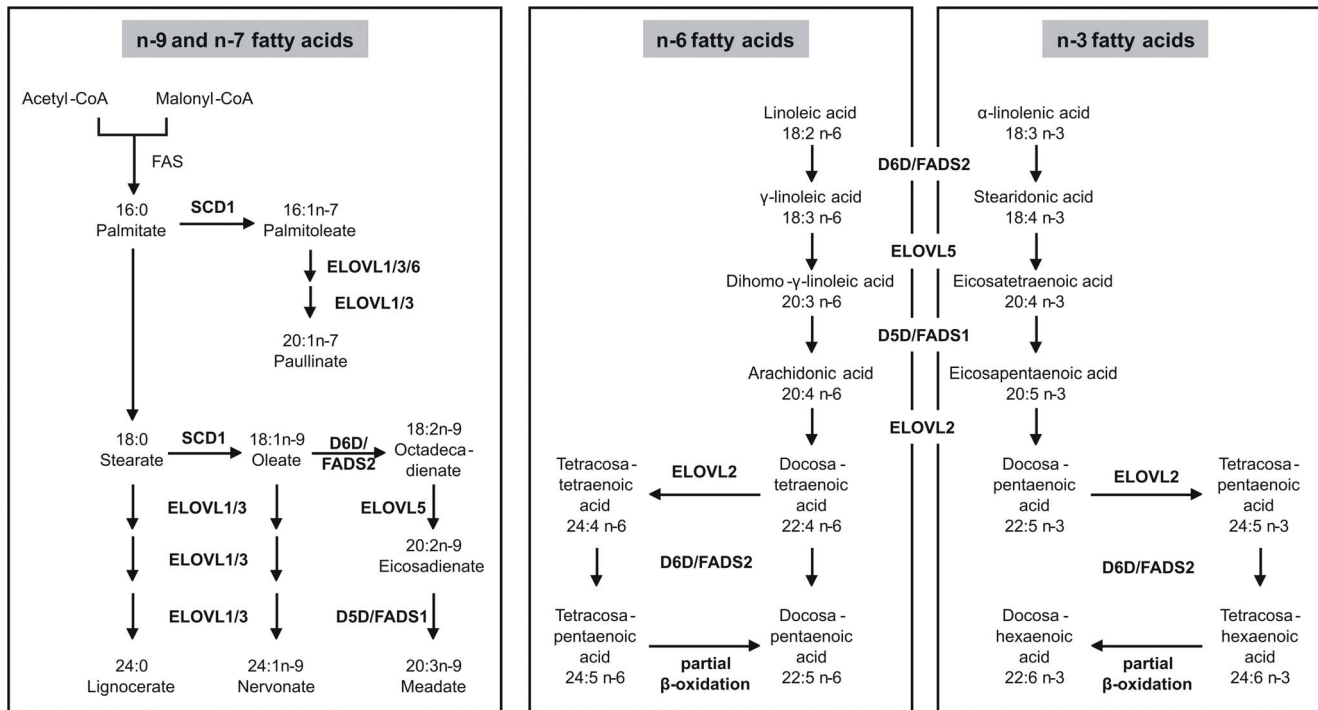 n-9 and n-7 fatty acids
Acetyl-CoA
Malonyl-CoA
FAS
16:0
Palmitate
SCD1
16:1n-7
Palmitoleate
ELOVL1/3/6
ELOVL1/3
20:1n-7
Paullinate
18:0
Stearate
SCD1
18:1n-9
Oleate
D6D/
FADS2
18:2n-9
Octadeca-
dienate
ELOVL1/3
ELOVL5
20:2n-9
Eicosadienate
ELOVL1/3
ELOVL1/3
D5D/FADS1
24:0
Lignocerate
24:1n-9
Nervonate
20:3n-9
Meadate
n-6 fatty acids
Linoleic acid
18:2 n-6
γ-linoleic acid
18:3 n-6
Dihomo-γ-linoleic acid
20:3 n-6
Arachidonic acid
20:4 n-6
Tetracosa-
tetraenoic
acid
24:4 n-6
ELOVL2
Docosa-
tetraenoic
acid
22:4 n-6
D6D/FADS2
Tetracosa-
pentaenoic
acid
24:5 n-6
partial
β-oxidation
Docosa-
pentaenoic
acid
22:5 n-6
D6D/FADS2
ELOVL5
D5D/FADS1
ELOVL2
n-3 fatty acids
α-linolenic acid
18:3 n-3
Stearidonic acid
18:4 n-3
Eicosatetraenoic acid
20:4 n-3
Eicosapentaenoic acid
20:5 n-3
Docosa-
pentaenoic
acid
22:5 n-3
ELOVL2
Tetracosa-
pentaenoic
acid
24:5 n-3
D6D/FADS2
Docosa-
hexaenoic
acid
22:6 n-3
partial
β-oxidation
Tetracosa-
hexaenoic
acid
24:6 n-3